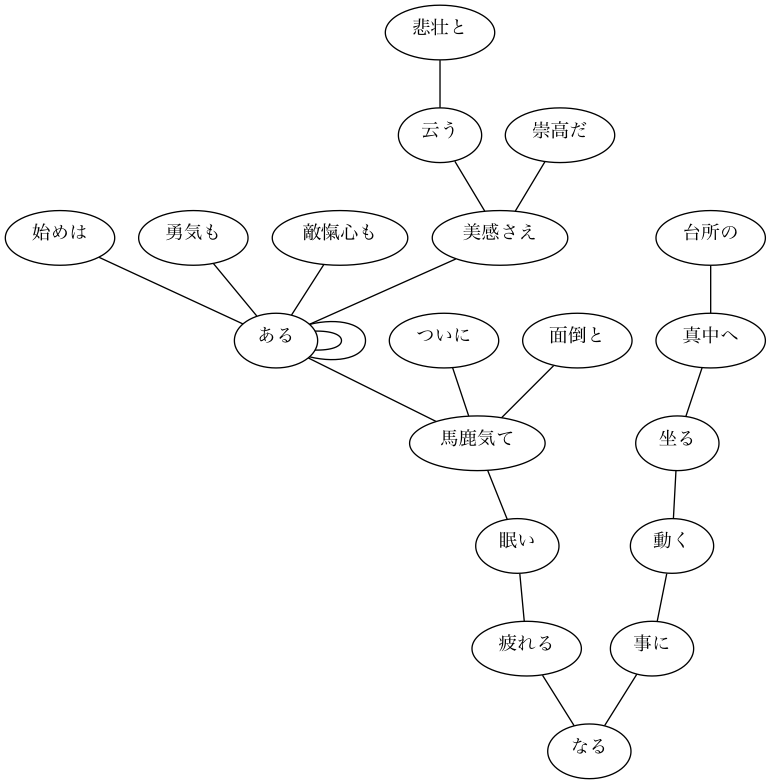 悲壮と
云う
崇高だ
始めは
勇気も
敵愾心も
美感さえ
台所の
ある
ついに
面倒と
真中へ
馬鹿気て
坐る
眠い
動く
疲れる
事に
なる